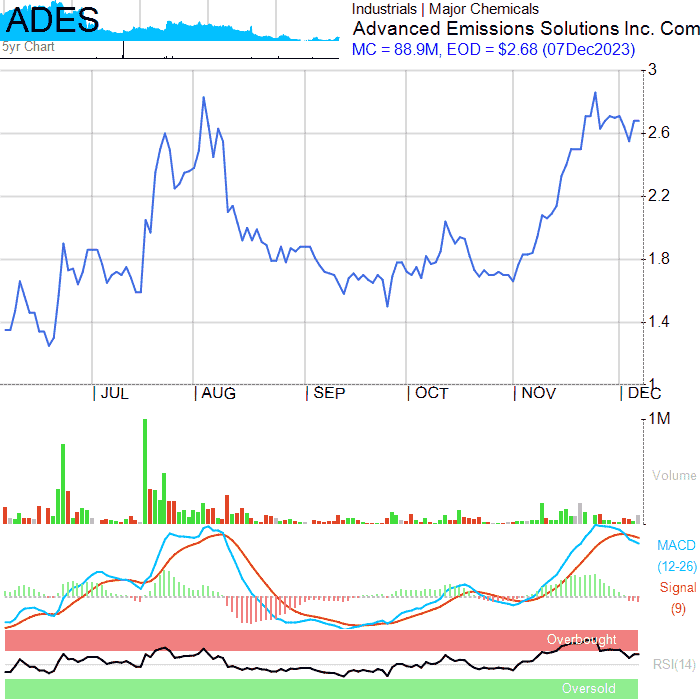 ADES
5yr Chart
Industrials | Major Chemicals
Advanced Emissions Solutions Inc. Com
MC = 88.9M, EOD = $2.68 (07Dec2023)
3
2.6
2.2
1.8
1.4
1
JUL AUG SEP OCT NOV DEC
1M
Volume
MACD
(12-26)
Signal
(9)
Overbought
RSI(14)
Oversold